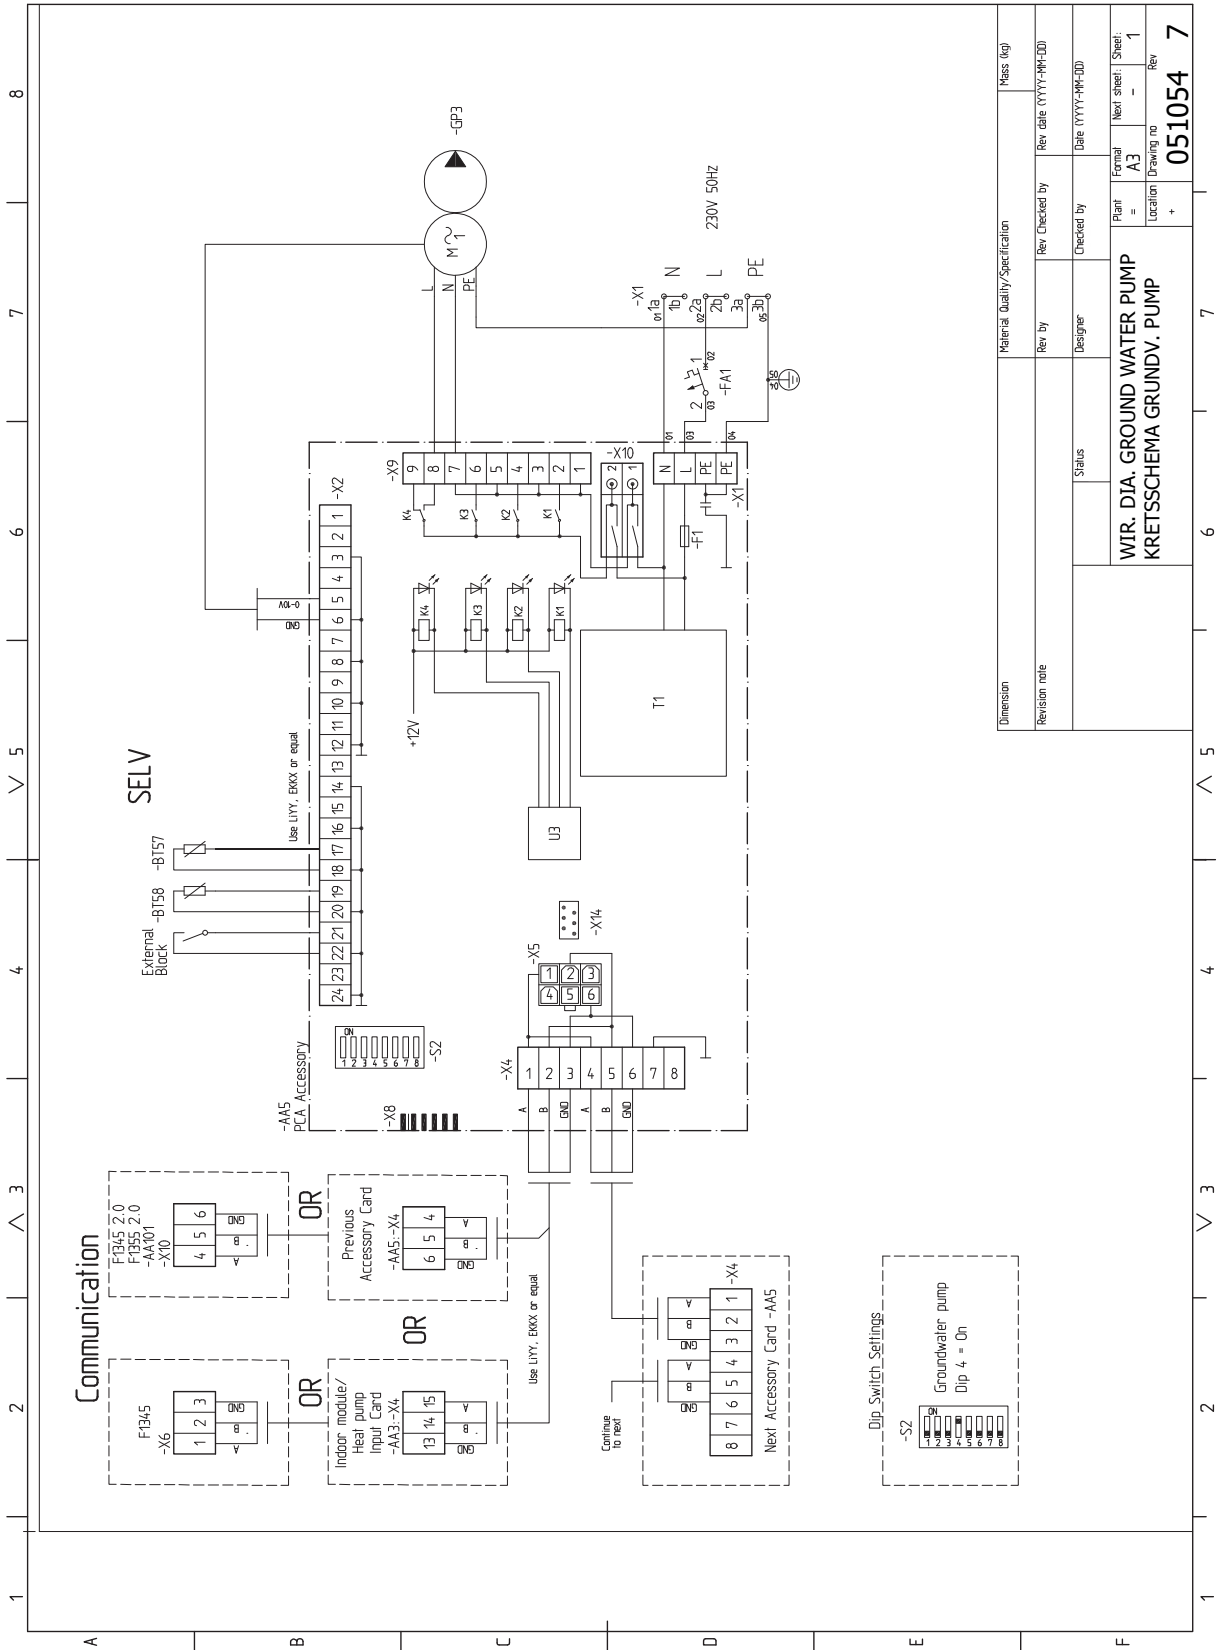 1
2
3
4
5
6
7
8
A
B
C
D
E
F
Communication
F1345
-X6
1 2 3
A
B
GND
OR
Indoor module/
Heat pump
Input Card
-AA3:-X4
13 14 15
GND
B
A
OR
F1345 2.0
F1355 2.0
-AA101
-X10
4 5 6
A
B
GND
OR
Previous
Accessory Card
-AA5:-X4
6 5 4
GND
B
A
Use LiYY, EKKX or equal
Continue
to next
GND
B
A
GND
B
A
-X4
8 7 6 5 4 3 2 1
Next Accessory Card -AA5
Dip Switch Settings
-S2
ON
1 2 3 4 5 6 7 8
Groundwater pump
Dip 4 = On
SELV
External
Block
-BT58
-BT57
Use LiYY, EKKX or equal
GND
0-10V
-AA5
PCA Accessory
-X2
24 23 22 21 20 19 18 17 16 15 14 13 12 11 10 9 8 7 6 5 4 3 2 1
ON
1 2 3 4 5 6 7 8
-S2
-X8
-X4
1 2 3 4 5 6 7 8
A
B
GND
A
B
GND
-X5
4 1
5 2
6 3
-X14
U3
T1
+12V
K4
K3
K2
K1
K4
K3
K2
K1
-X9
9 8 7 6 5 4 3 2 1
-X10
2
1
-F1
N
L
PE
PE
-X1
01
03
04
-FA1
2
1
03
02
04
05
-X1
01
1a
1b
02
2a
2b
3a
3b
05
N
L
PE
230V 50HZ
L
N
PE
M
1
-GP3
Dimension
Material Quality/Specification
Mass (kg)
Revision note
Rev by
Rev Checked by
Rev date (YYYY-MM-DD)
Status
Designer
Checked by
Date (YYYY-MM-DD)
WIR. DIA. GROUND WATER PUMP
KRETSSCHEMA GRUNDV. PUMP
Plant
=
Format
A3
Next sheet:
-
Sheet:
1
Location
+
Drawing no
051054
Rev
7
1
2
3
4
5
6
7